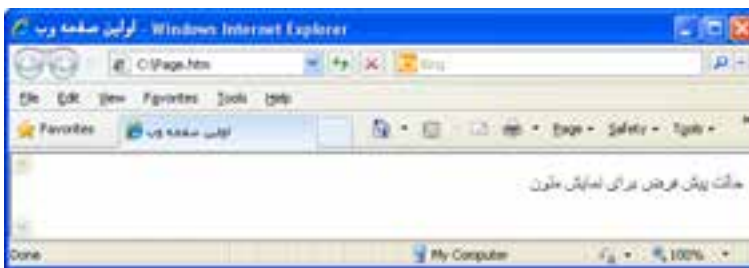 اولین صفحه وب - Windows Internet Explorer
C:\Page.htm Bing
File Edit View Favorites Tools Help
Favorites اولین صفحه وب Page Safety Tools
حالت پیش فرض برای نمایش متون
Done My Computer 100%